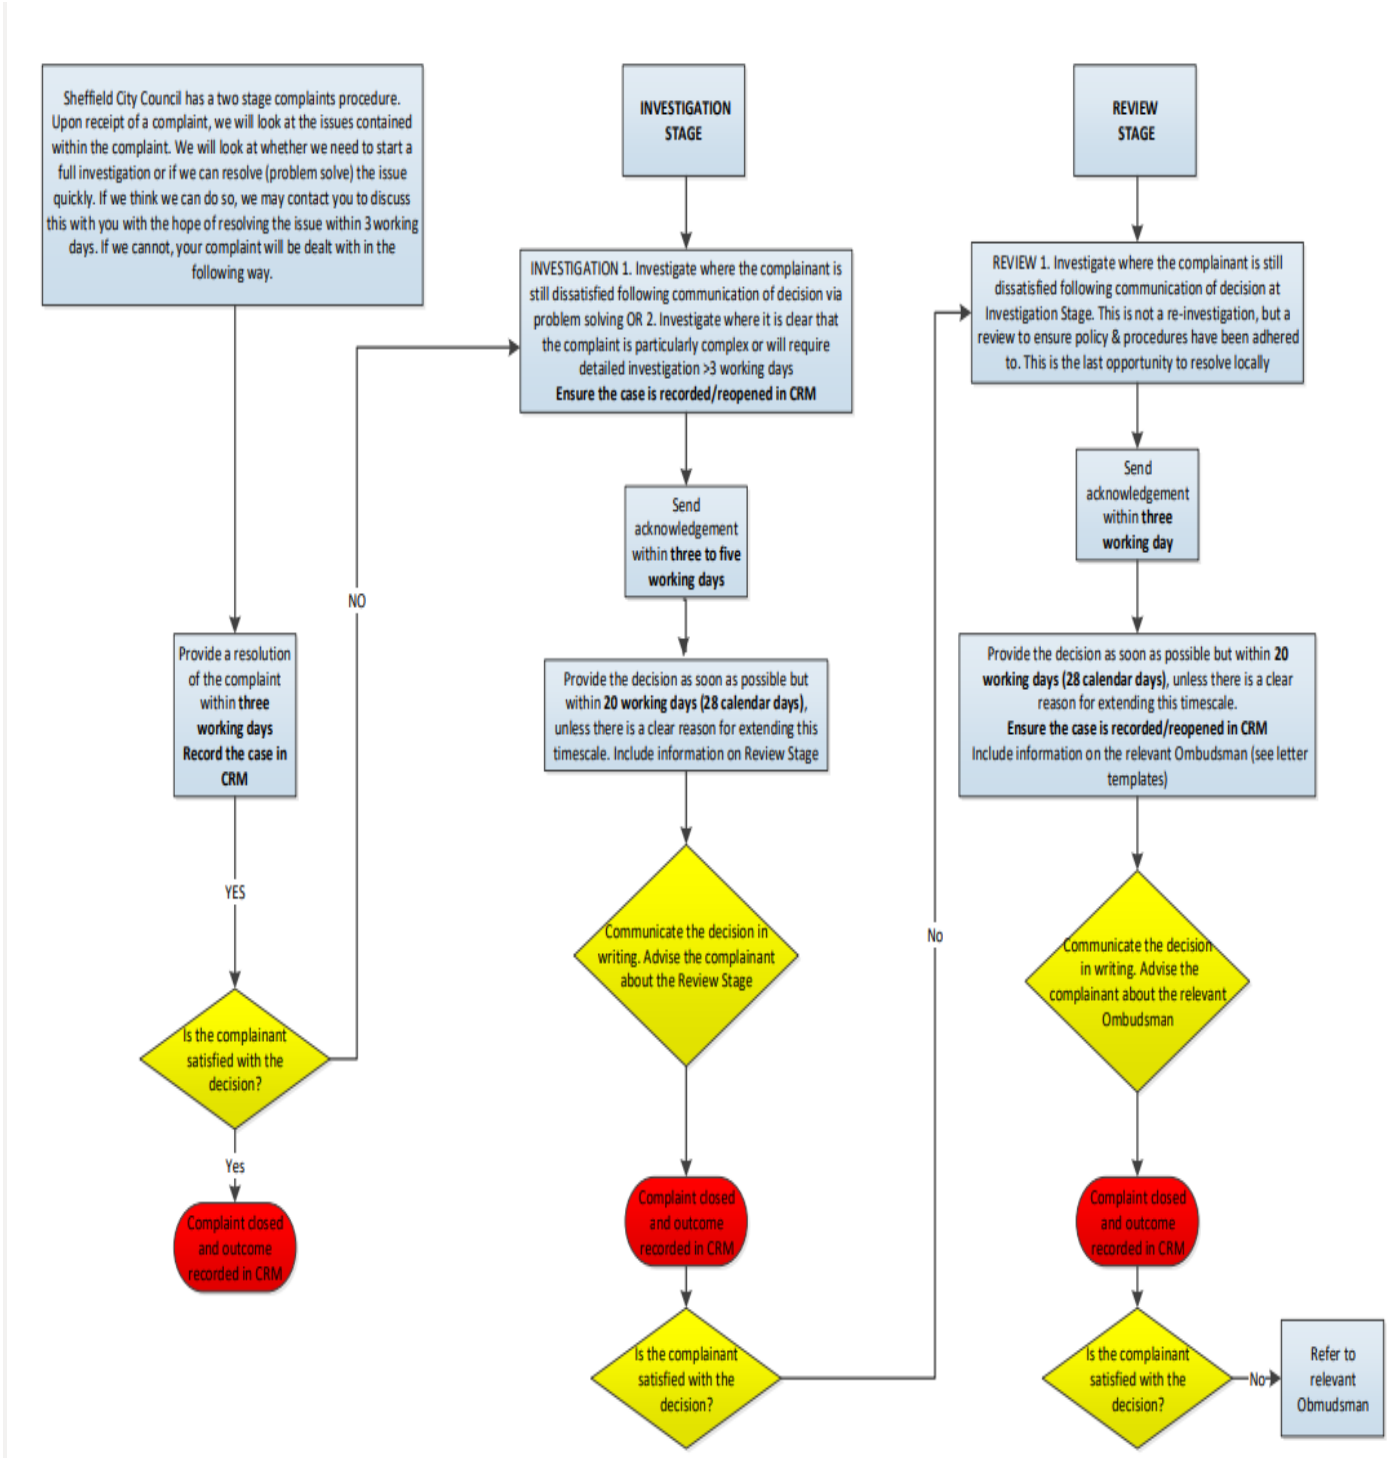 Sheffield City Council has a two stage complaints procedure.
Upon receipt of a complaint, we will look at the issues contained
within the complaint. We will look at whether we need to start a
full investigation or if we can resolve (problem solve) the issue
quickly. If we think we can do so, we may contact you to discuss
this with you with the hope of resolving the issue within 3 working
days. If we cannot, your complaint will be dealt with in the
following way.
Provide a resolution
of the complaint
within three
working days
Record the case in
CRM
YES
Is the complainant
satisfied with the
decision?
Yes
Complaint closed
and outcome
recorded in CRM
NO
INVESTIGATION
STAGE
INVESTIGATION 1. Investigate where the complainant is
still dissatisfied following communication of decision via
problem solving OR 2. Investigate where it is clear that
the complaint is particularly complex or will require
detailed investigation >3 working days
Ensure the case is recorded/reopened in CRM
Send
acknowledgement
within three to five
working days
Provide the decision as soon as possible but
within 20 working days (28 calendar days),
unless there is a clear reason for extending this
timescale. Include information on Review Stage
Communicate the decision in
writing. Advise the complainant
about the Review Stage
Complaint closed
and outcome
recorded in CRM
Is the complainant
satisfied with the
decision?
No
REVIEW
STAGE
REVIEW 1. Investigate where the complainant is still
dissatisfied following communication of decision at
Investigation Stage. This is not a re-investigation, but a
review to ensure policy & procedures have been adhered
to. This is the last opportunity to resolve locally
Send
acknowledgement
within three
working day
Provide the decision as soon as possible but within 20
working days (28 calendar days), unless there is a clear
reason for extending this timescale.
Ensure the case is recorded/reopened in CRM
Include information on the relevant Ombudsman (see letter
templates)
Communicate the decision
in writing. Advise the
complainant about the relevant
Ombudsman
Complaint closed
and outcome
recorded in CRM
Is the complainant
satisfied with the
decision?
No
Refer to
relevant
Obmudsman